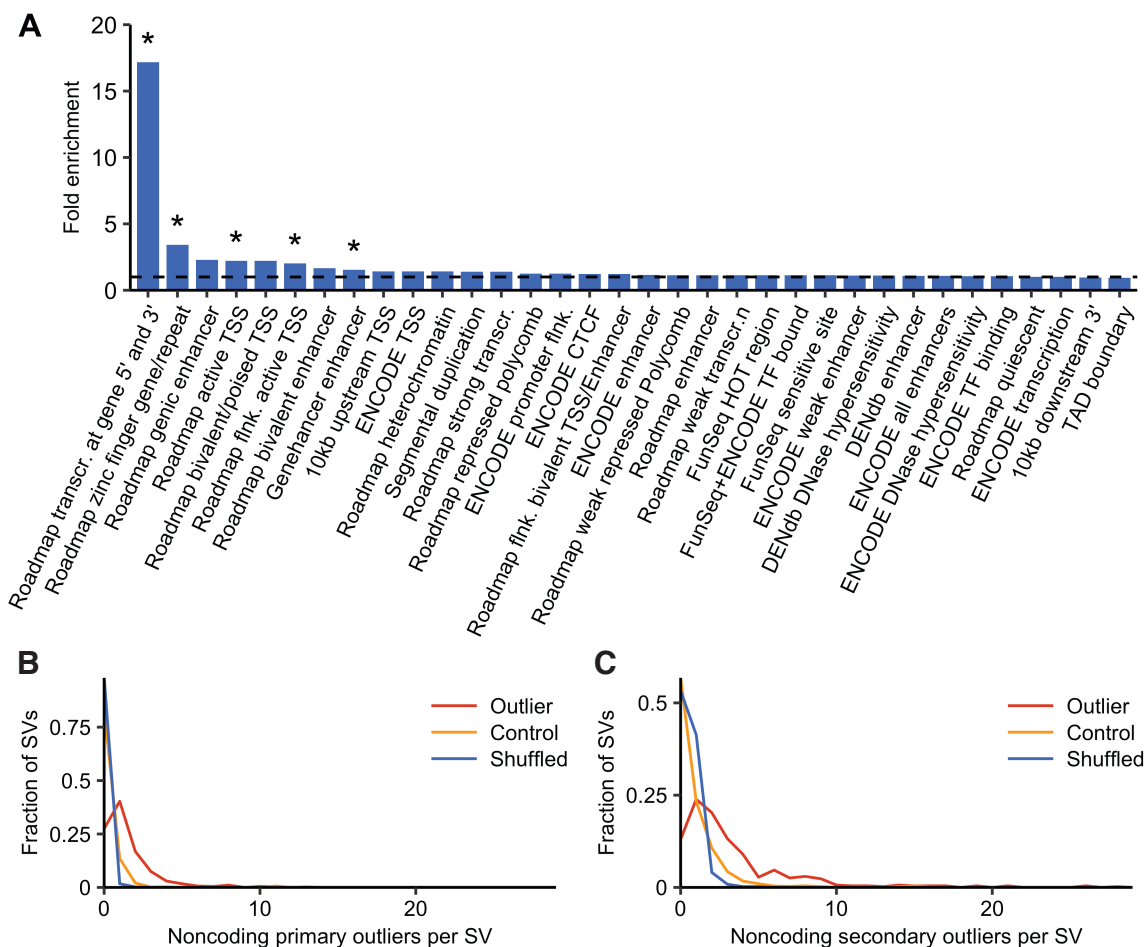 A
20
15
10
5
0
Fold enrichment
*
*
*
*
*
Roadmap transcr. at gene 5' and 3'
Roadmap zinc finger gene/repeat
Roadmap genic enhancer
Roadmap active TSS
Roadmap bivalent/poised TSS
Roadmap flnk. active TSS
Roadmap bivalent enhancer
Genehancer enhancer
10kb upstream TSS
ENCODE TSS
Roadmap heterochromatin
Segmental duplication
Roadmap strong transcr.
Roadmap repressed polycomb
ENCODE promoter flnk.
ENCODE CTCF
Roadmap flnk. bivalent TSS/Enhancer
ENCODE enhancer
Roadmap weak repressed Polycomb
Roadmap enhancer
Roadmap weak transcr.n
FunSeq HOT region
FunSeq+ENCODE TF bound
FunSeq sensitive site
ENCODE weak enhancer
DENdb DNase hypersensitivity
DENdb enhancer
ENCODE all enhancers
ENCODE DNase hypersensitivity
ENCODE TF binding
Roadmap quiescent
ENCODE transcription
10kb downstream 3'
TAD boundary
B
0.75
0.5
0.25
0
Fraction of SVs
Outlier
Control
Shuffled
0 10 20
Noncoding primary outliers per SV
C
0.5
0.25
0
Fraction of SVs
Outlier
Control
Shuffled
0 10 20
Noncoding secondary outliers per SV